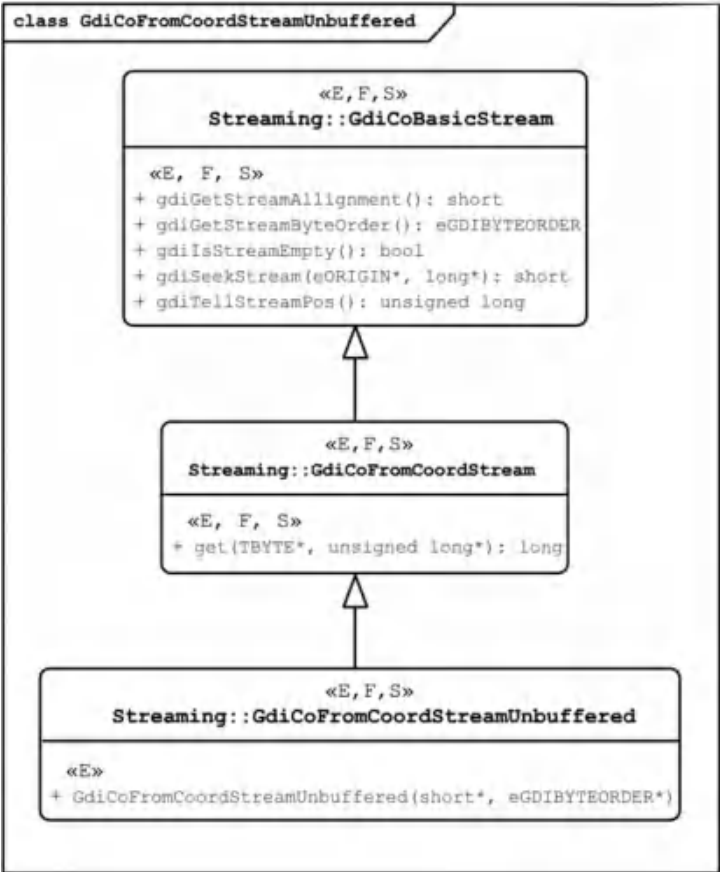 class GdiCoFromCoordStreamUnbuffered
«E,F,S»
Streaming::GdiCoBasicStream
«E, F, S»
+ gdiGetStreamAllignment(): short
+ gdiGetStreamByteOrder(): eGDIBYTEORDER
+ gdiIsStreamEmpty(): bool
+ gdiSeekStream(eORIGIN*, long*): short
+ gdiTellStreamPos(): unsigned long
«E,F,S»
Streaming::GdiCoFromCoordStream
«E, F, S»
+ get(TBYTE*, unsigned long*): long
«E,F,S»
Streaming::GdiCoFromCoordStreamUnbuffered
«E»
+ GdiCoFromCoordStreamUnbuffered(short*, eGDIBYTEORDER*)